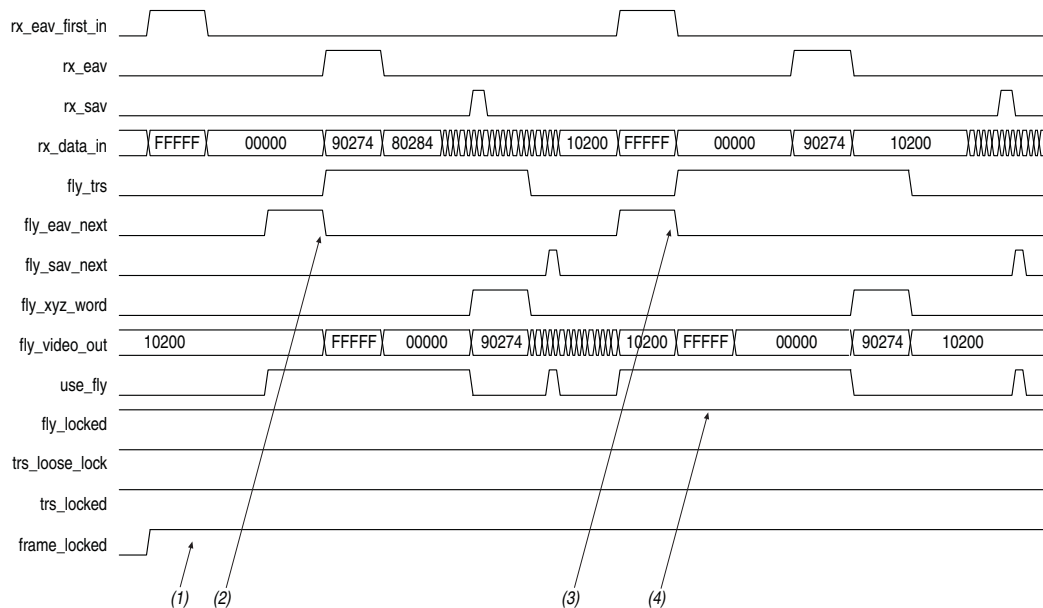 rx_eav_first_in
rx_eav
rx_sav
rx_data_in FFFFF 00000 90274 80284 10200 FFFFF 00000 90274 10200
fly_trs
fly_eav_next
fly_sav_next
fly_xyz_word
fly_video_out 10200 FFFFF 00000 90274 10200 FFFFF 00000 90274 10200
use_fly
fly_locked
trs_loose_lock
trs_locked
frame_locked
(1) (2) (3) (4)